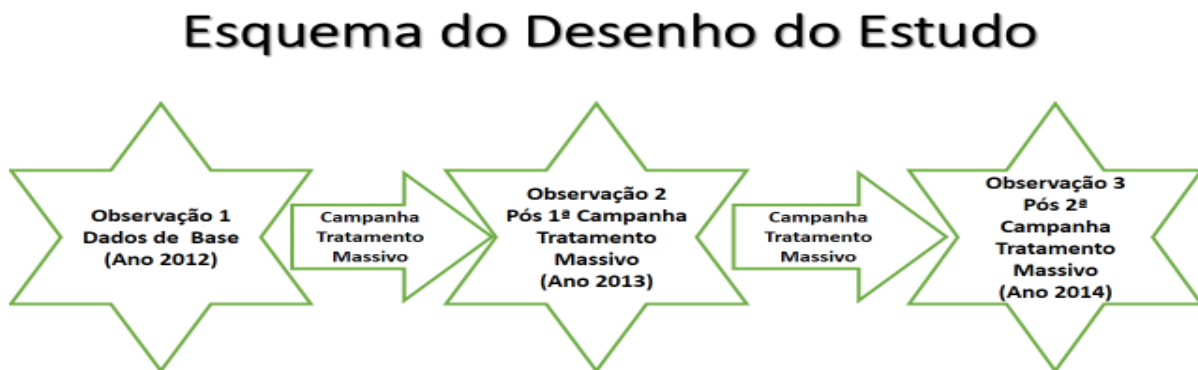 Esquema do Desenho do Estudo
Observação 1
Dados de Base
(Ano 2012)
Campanha
Tratamento
Massivo
Observação 2
Pós 1ª Campanha
Tratamento
Massivo
(Ano 2013)
Campanha
Tratamento
Massivo
Observação 3
Pós 2ª
Campanha
Tratamento
Massivo
(Ano 2014)